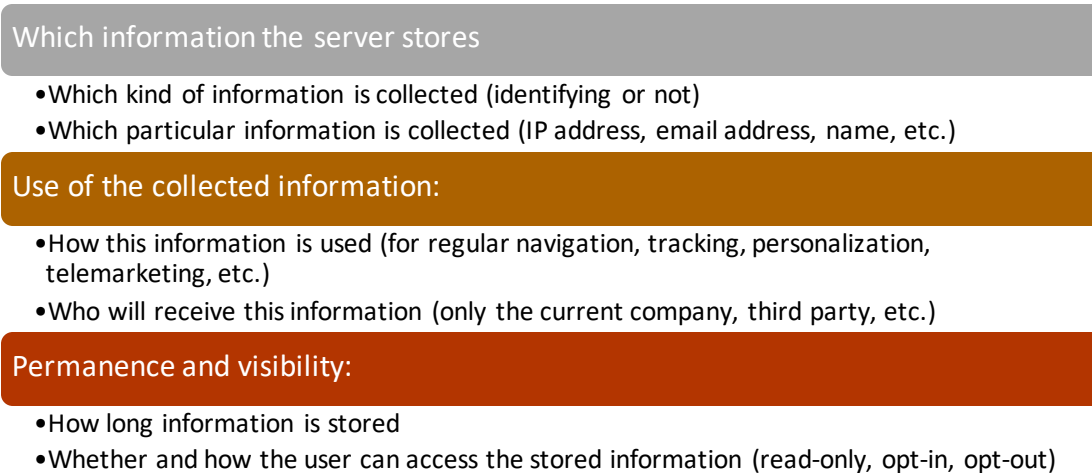 Which information the server stores
•Which kind of information is collected (identifying or not)
•Which particular information is collected (IP address, email address, name, etc.)
Use of the collected information:
•How this information is used (for regular navigation, tracking, personalization,
telemarketing, etc.)
•Who will receive this information (only the current company, third party, etc.)
Permanence and visibility:
•How long information is stored
•Whether and how the user can access the stored information (read-only, opt-in, opt-out)